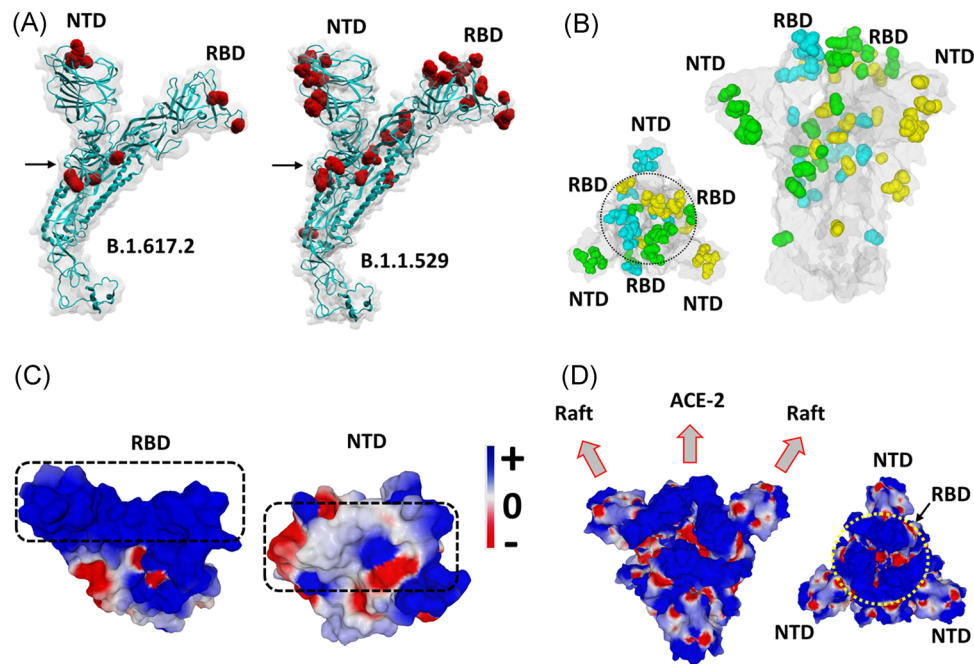 (A)
NTD
RBD
B.1.617.2
NTD
RBD
B.1.1.529
(B)
NTD
RBD
RBD
NTD
NTD
RBD
RBD
NTD
RBD
NTD
(C)
RBD
NTD
+
0
-
(D)
Raft
ACE-2
Raft
NTD
RBD
NTD
NTD